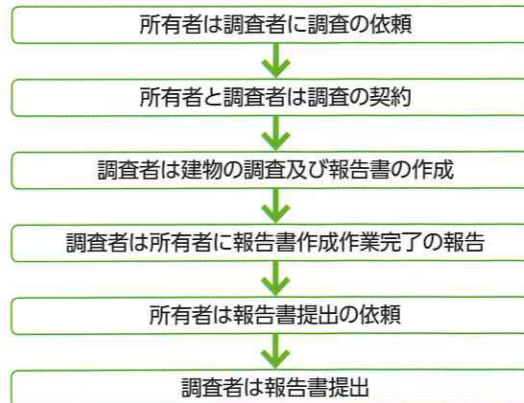 所有者は調査者に調査の依頼
所有者と調査者は調査の契約
調査者は建物の調査及び報告書の作成
調査者は所有者に報告書作成作業完了の報告
所有者は報告書提出の依頼
調査者は報告書提出